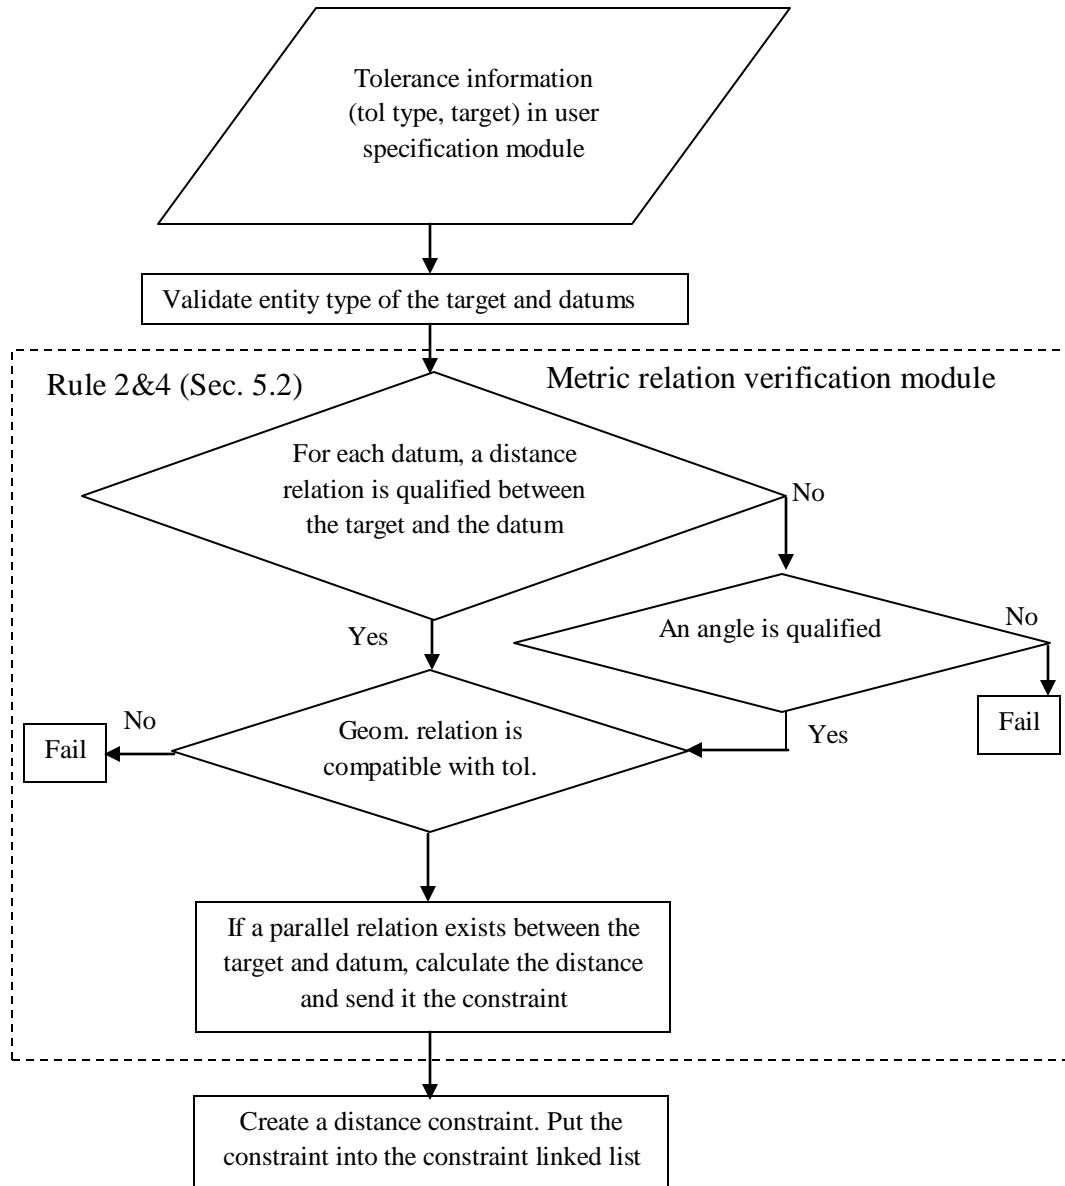 Tolerance information
(tol type, target) in user
specification module
Validate entity type of the target and datums
Rule 2&4 (Sec. 5.2)
Metric relation verification module
For each datum, a distance
relation is qualified between
the target and the datum
No
An angle is qualified
No
Yes
Fail
Yes
Geom. relation is
compatible with tol.
No
Fail
If a parallel relation exists between the
target and datum, calculate the distance
and send it the constraint
Create a distance constraint. Put the
constraint into the constraint linked list